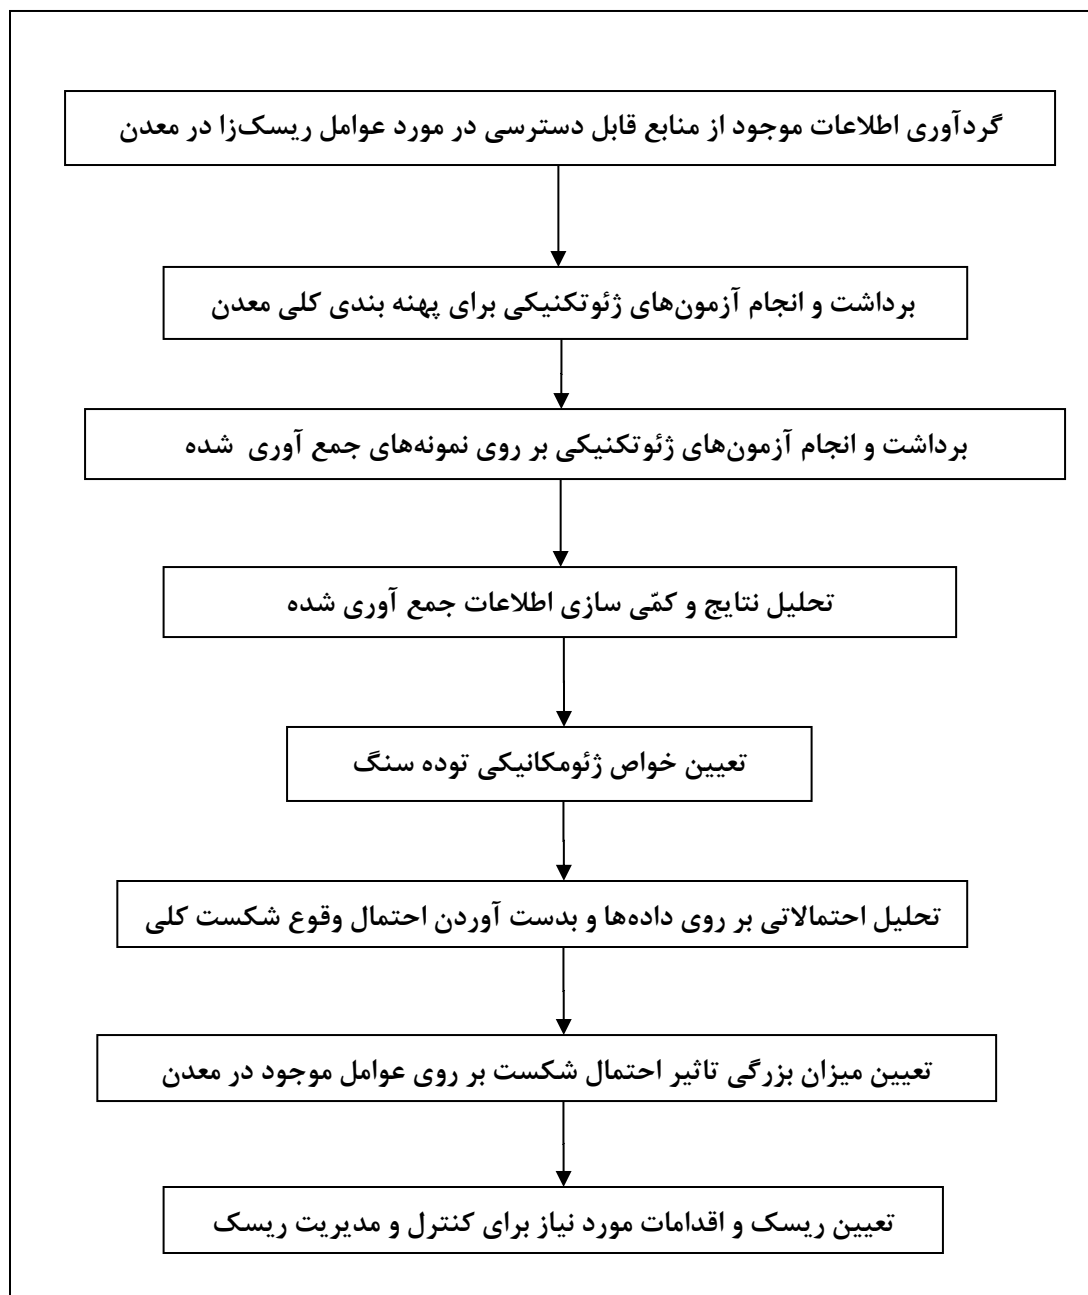 گردآوری اطلاعات موجود از منابع قابل دسترسی در مورد عوامل ریسک‌زا در معدن
برداشت و انجام آزمون‌های ژئوتکنیکی برای پهنه بندی کلی معدن
برداشت و انجام آزمون‌های ژئوتکنیکی بر روی نمونه‌های جمع آوری شده
تحلیل نتایج و کمّی سازی اطلاعات جمع آوری شده
تعیین خواص ژئومکانیکی توده سنگ
تحلیل احتمالاتی بر روی داده‌ها و بدست آوردن احتمال وقوع شکست کلی
تعیین میزان بزرگی تاثیر احتمال شکست بر روی عوامل موجود در معدن
تعیین ریسک و اقدامات مورد نیاز برای کنترل و مدیریت ریسک